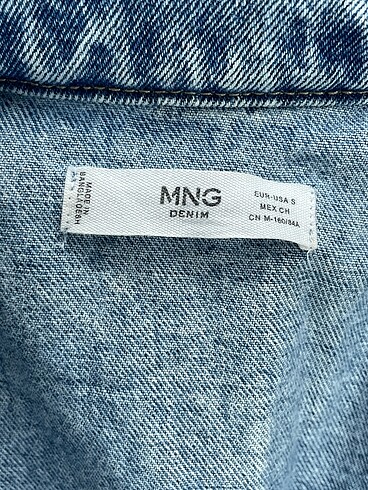 MADE IN
BANGLADESH
MNG
DENIM
EUR-USA S
MEX CH
CN M-160/84A